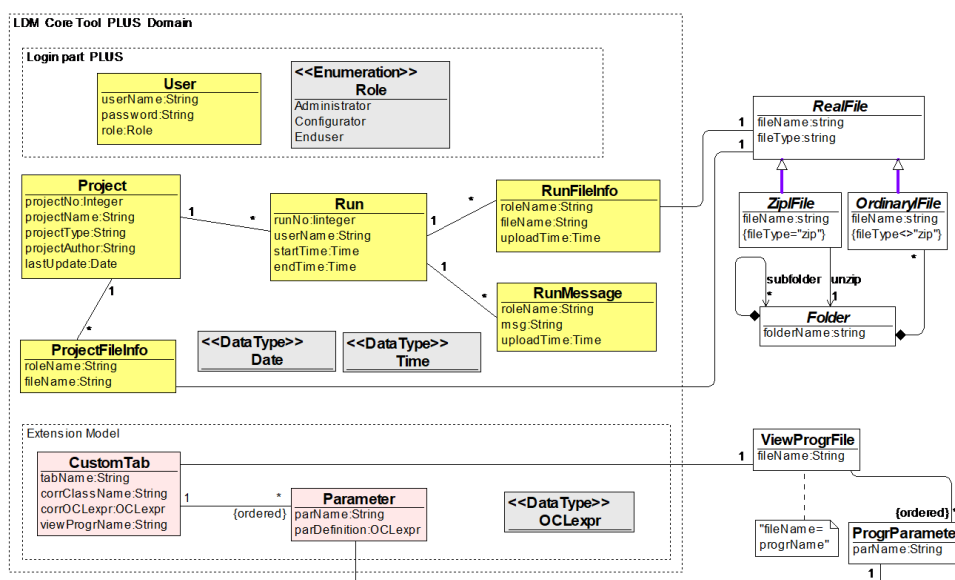 LDM Core Tool PLUS Domain
Login part PLUS
User
userName:String
password:String
role:Role
<<Enumeration>>
Role
Administrator
Configurator
Enduser
Project
projectNo:Integer
projectName:String
projectType:String
projectAuthor:String
lastUpdate:Date
1
*
Run
runNo:Iinteger
userName:String
startTime:Time
endTime:Time
1
*
RunFileInfo
roleName:String
fileName:String
uploadTime:Time
1
*
RunMessage
roleName:String
msg:String
uploadTime:Time
1
*
ProjectFileInfo
roleName:String
fileName:String
<<DataType>>
Date
<<DataType>>
Time
1
1
RealFile
fileName:string
fileType:string
ZiplFile
fileName:string
{fileType="zip"}
OrdinarylFile
fileName:string
{fileType<>"zip"}
subfolder
*
unzip
1
*
Folder
folderName:string
Extension Model
CustomTab
tabName:String
corrClassName:String
corrOCLexpr:OCLexpr
viewProgrName:String
1
*
{ordered}
Parameter
parName:String
parDefinition:OCLexpr
<<DataType>>
OCLexpr
1
ViewProgrFile
fileName:String
"fileName=
progrName"
{ordered}
*
ProgrParamete
parName:String
1